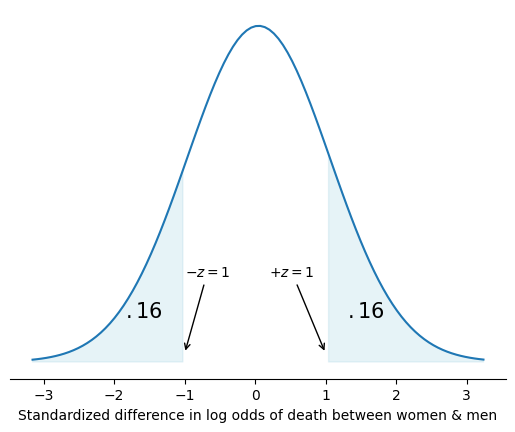 −z = 1 +z = 1
.16 .16
−3 −2 −1 0 1 2 3
Standardized difference in log odds of death between women & men